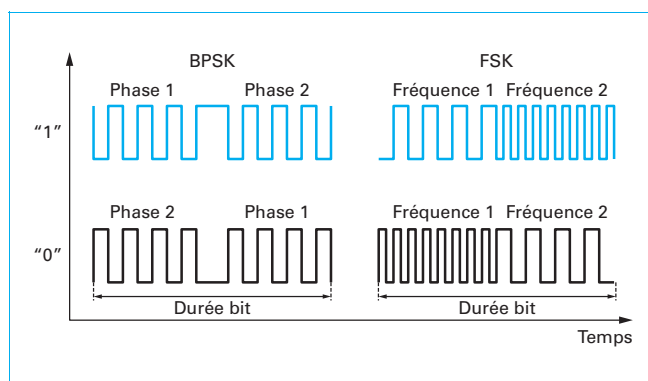 BPSK
FSK
Phase 1
Phase 2
Fréquence 1
Fréquence 2
“1”
Phase 2
Phase 1
Fréquence 1
Fréquence 2
“0”
Durée bit
Durée bit
Temps